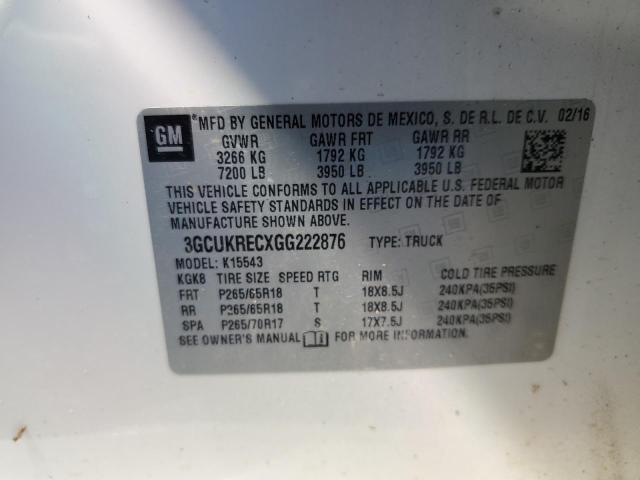 GM *MFD BY GENERAL MOTORS DE MEXICO, S. DE R.L. DE C.V. 02/16
GVWR GAWR FRT GAWR RR
3266 KG 1792 KG 1792 KG
7200 LB 3950 LB 3950 LB
THIS VEHICLE CONFORMS TO ALL APPLICABLE U.S. FEDERAL MOTOR
VEHICLE SAFETY STANDARDS IN EFFECT ON THE DATE OF
MANUFACTURE SHOWN ABOVE.
3GCUKRECXGG222876 TYPE: TRUCK
MODEL: K15543
KGK8 TIRE SIZE SPEED RTG RIM COLD TIRE PRESSURE
FRT P265/65R18 T 18X8.5J 240KPA(35PSI)
RR P265/65R18 T 18X8.5J 240KPA(35PSI)
SPA P265/70R17 S 17X7.5J 240KPA(35PSI)
SEE OWNER'S MANUAL FOR MORE INFORMATION.